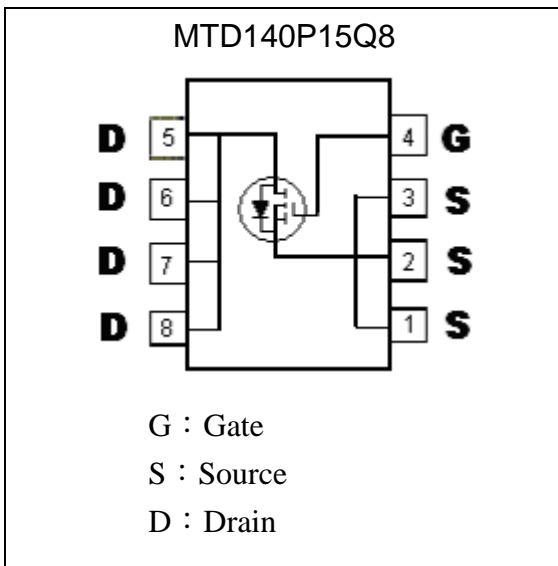 MTD140P15Q8
D 5 4 G
D 6 3 S
D 7 2 S
D 8 1 S
G：Gate
S：Source
D：Drain